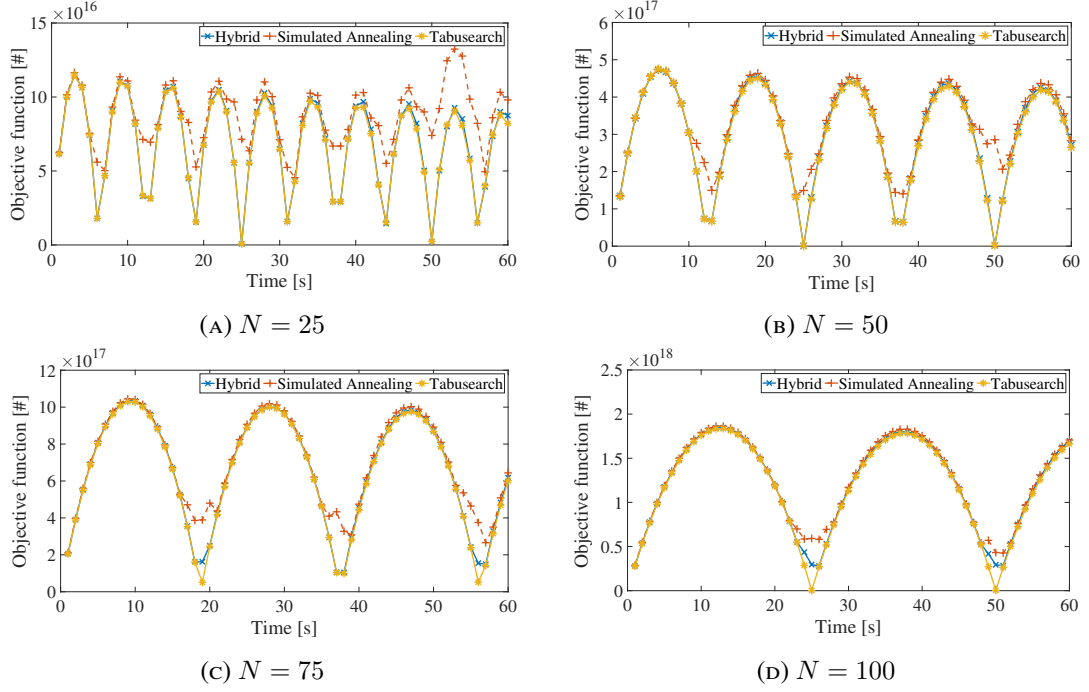 ×10^16
15
10
5
0
Objective function [#]
Hybrid Simulated Annealing Tabusearch
0 10 20 30 40 50 60
Time [s]
(A) N = 25
×10^17
6
5
4
3
2
1
0
Objective function [#]
Hybrid Simulated Annealing Tabusearch
0 10 20 30 40 50 60
Time [s]
(B) N = 50
×10^17
12
10
8
6
4
2
0
Objective function [#]
Hybrid Simulated Annealing Tabusearch
0 10 20 30 40 50 60
Time [s]
(C) N = 75
×10^18
2.5
2
1.5
1
0.5
0
Objective function [#]
Hybrid Simulated Annealing Tabusearch
0 10 20 30 40 50 60
Time [s]
(D) N = 100